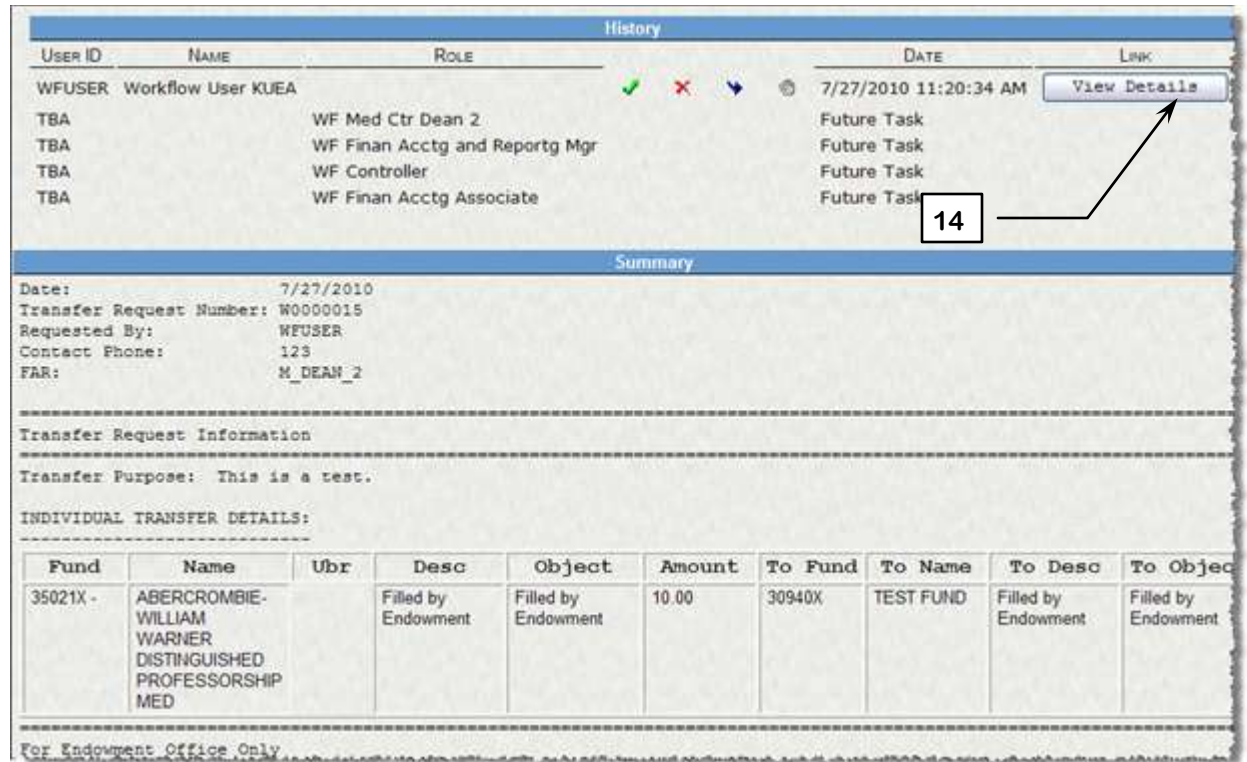 History
USER ID NAME ROLE DATE LINK
WFUSER Workflow User KUEA 7/27/2010 11:20:34 AM View Details
TBA WF Med Ctr Dean 2 Future Task
TBA WF Finan Acctg and Reportg Mgr Future Task
TBA WF Controller Future Task
TBA WF Finan Acctg Associate Future Task
14
Summary
Date: 7/27/2010
Transfer Request Number: W0000015
Requested By: WFUSER
Contact Phone: 123
FAR: M_DEAN_2
Transfer Request Information
Transfer Purpose: This is a test.
INDIVIDUAL TRANSFER DETAILS:
Fund Name Ubr Desc Object Amount To Fund To Name To Desc To Objec
35021X - ABERCROMBIE- Filled by Filled by 10.00 30940X TEST FUND Filled by Filled by
WILLIAM Endowment Endowment Endowment Endowment
WARNER
DISTINGUISHED
PROFESSORSHIP
MED
For Endowment Office Only